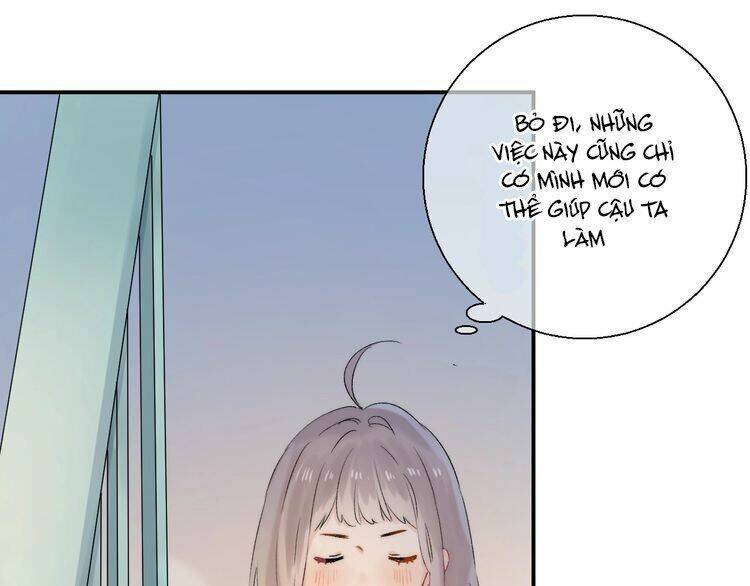 BỎ ĐI, NHỮNG
VIỆC NÀY CŨNG CHỈ
CÓ MÌNH MỚI CÓ
THỂ GIÚP CẬU TA
LÀM